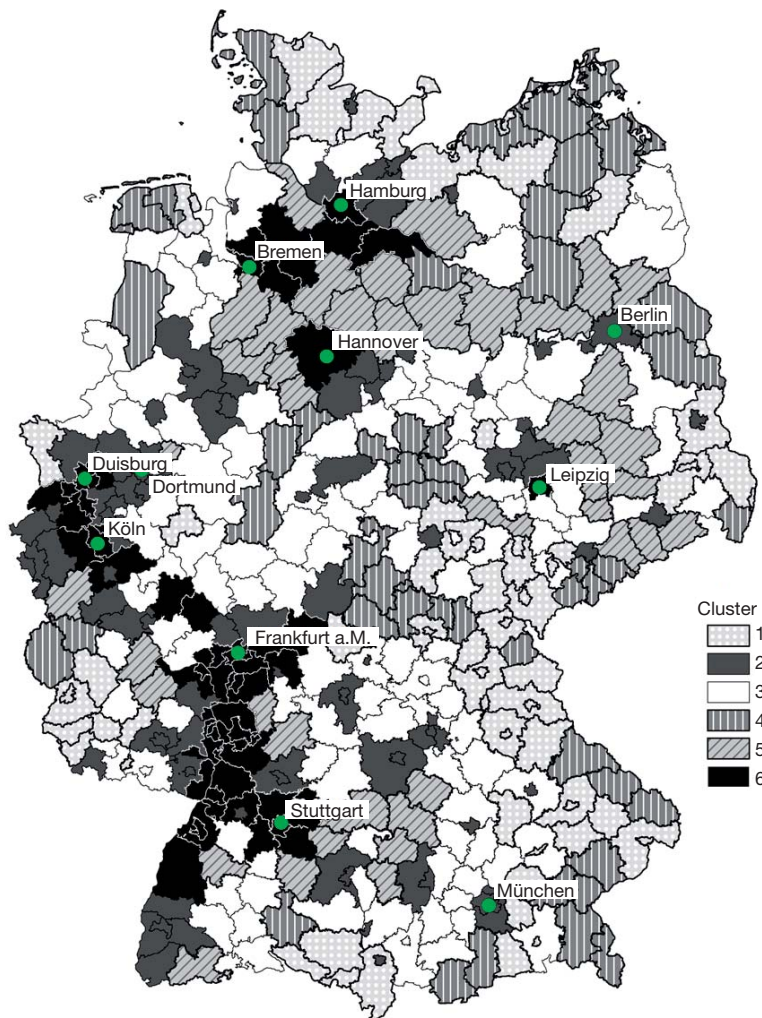 Hamburg
Bremen
Berlin
Hannover
Duisburg
Dortmund
Leipzig
Köln
Cluster
1
2
Frankfurt a.M.
3
4
5
6
Stuttgart
München